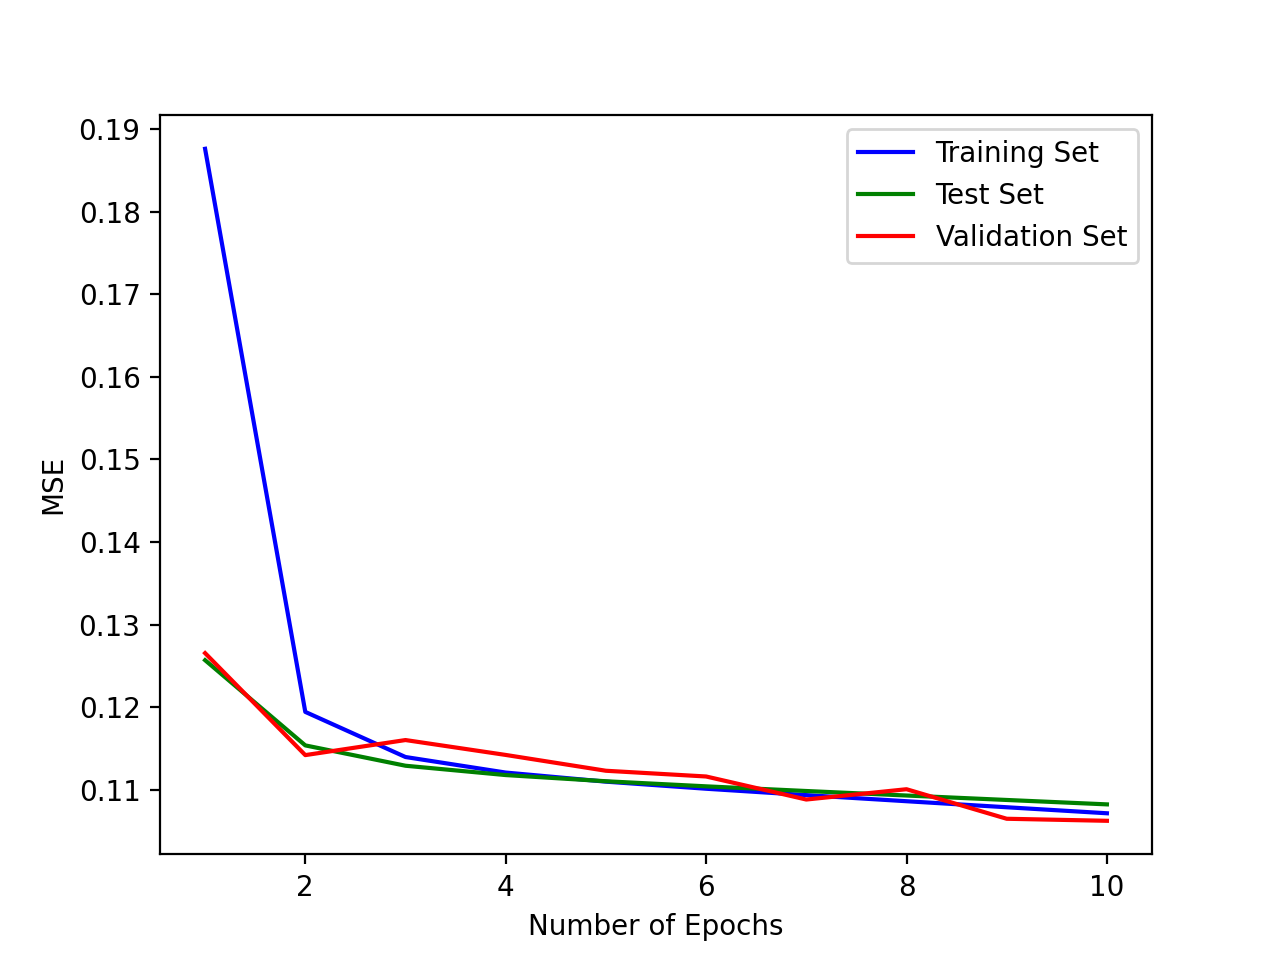 Training Set
Test Set
Validation Set
0.19
0.18
0.17
0.16
0.15
0.14
0.13
0.12
0.11
MSE
2 4 6 8 10
Number of Epochs